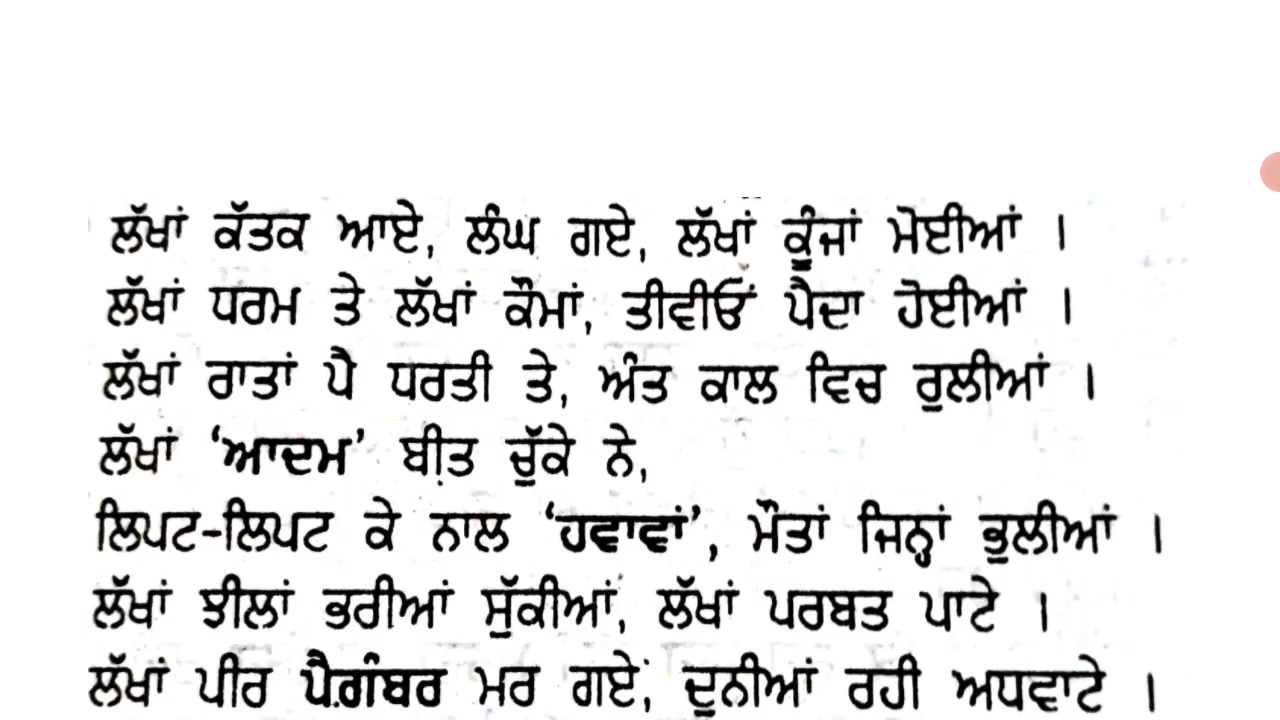 ਲੱਖਾਂ ਕੱਤਕ ਆਏ, ਲੰਘ ਗਏ, ਲੱਖਾਂ ਕੂੰਜਾਂ ਮੋਈਆਂ ।
ਲੱਖਾਂ ਧਰਮ ਤੇ ਲੱਖਾਂ ਕੌਮਾਂ, ਤੀਵੀਓਂ ਪੈਦਾ ਹੋਈਆਂ ।
ਲੱਖਾਂ ਰਾਤਾਂ ਪੈ ਧਰਤੀ ਤੇ, ਅੰਤ ਕਾਲ ਵਿਚ ਰੁਲੀਆਂ ।
ਲੱਖਾਂ ‘ਆਦਮ’ ਬੀਤ ਚੁੱਕੇ ਨੇ,
ਲਿਪਟ-ਲਿਪਟ ਕੇ ਨਾਲ ‘ਹਵਾਵਾਂ’, ਮੌਤਾਂ ਜਿਨ੍ਹਾਂ ਭੁਲੀਆਂ ।
ਲੱਖਾਂ ਝੀਲਾਂ ਭਰੀਆਂ ਸੁੱਕੀਆਂ, ਲੱਖਾਂ ਪਰਬਤ ਪਾਟੇ ।
ਲੱਖਾਂ ਪੀਰ ਪੈਗ਼ੰਬਰ ਮਰ ਗਏ, ਦੁਨੀਆਂ ਰਹੀ ਅਧਵਾਟੇ ।